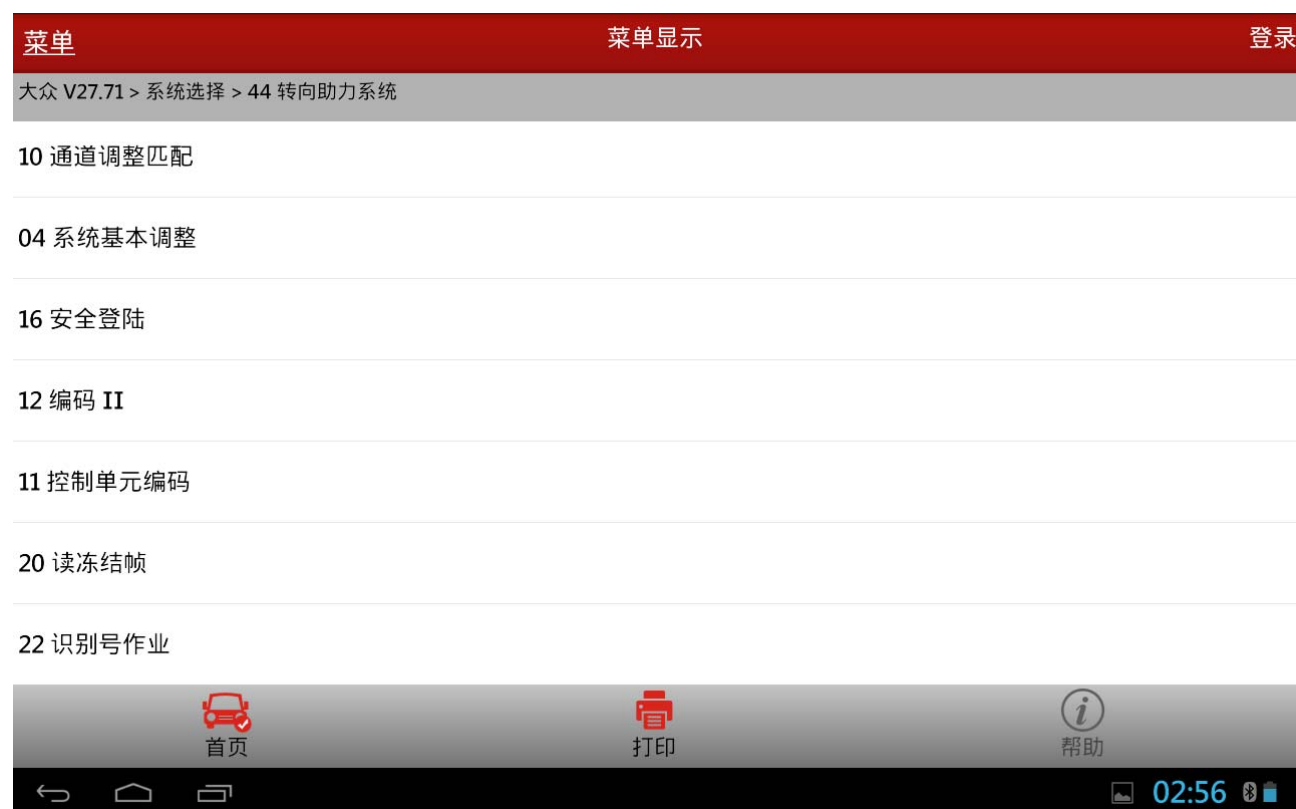 菜单 菜单显示 登录
大众 V27.71 > 系统选择 > 44 转向助力系统
10 通道调整匹配
04 系统基本调整
16 安全登陆
12 编码 II
11 控制单元编码
20 读冻结帧
22 识别号作业
首页 打印 帮助
02:56